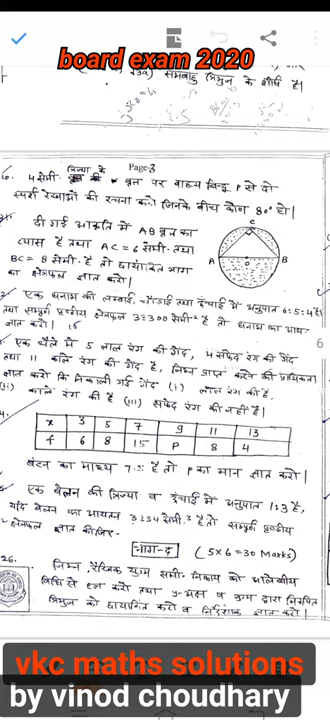 board exam 2020
समबाहु त्रिभुज के शीर्ष है।
Page-3
4 सेमी. त्रिज्या के वृत्त पर बाह्य बिन्दु P से दो
स्पर्श रेखाओं की रचना करो जिनके बीच कोण 80° हो।
दी गई आकृति में AB वृत्त का
व्यास है तथा AC = 6 सेमी. तथा
BC = 8 सेमी. है तो छायांकित भाग
का क्षेत्रफल ज्ञात करो।
C
A
O
B
एक घनाभ की लम्बाई, चौड़ाई तथा ऊँचाई में अनुपात 6:5:4 है
तथा सम्पूर्ण पृष्ठीय क्षेत्रफल 33300 सेमी² है तो घनाभ का आय
ज्ञात करो।
एक थैले में 5 लाल रंग की गेंद, 4 सफेद रंग की गेंद
तथा 11 काले रंग की गेंद है, निम्न प्राप्त करने की प्रायिकता
ज्ञात करो कि निकाली गई गेंद (i) लाल रंग की है,
(ii) काले रंग की है (iii) सफेद रंग की नहीं है।
x 3 5 7 9 11 13
f 6 8 15 P 8 4
बंटन का माध्य 7.5 है तो P का मान ज्ञात करो।
एक बेलन की त्रिज्या व ऊँचाई में अनुपात 1:3 है,
यदि बेलन का आयतन 3234 सेमी.³ है तो सम्पूर्ण पृष्ठीय
क्षेत्रफल ज्ञात कीजिए।
भाग-द (5×6=30 Marks)
26.
निम्न रैखिक युग्म समी. निकाय को आलेखीय
विधि से हल करो तथा y-अक्ष व युग्म द्वारा निरूपित
त्रिभुज को छायांकित करो व निर्देशांक ज्ञात करो।
vkc maths solutions
by vinod choudhary